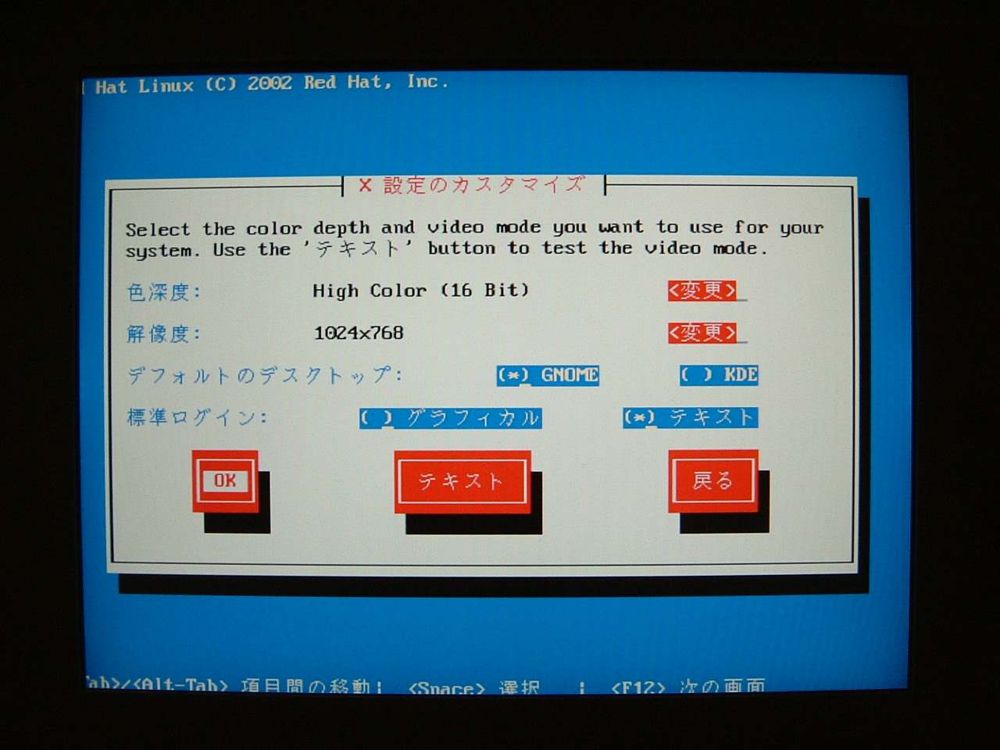 Hat Linux (C) 2002 Red Hat, Inc.
X 設定のカスタマイズ
Select the color depth and video mode you want to use for your
system. Use the 'テキスト' button to test the video mode.
色深度: High Color (16 Bit) <変更>
解像度: 1024x768 <変更>
デフォルトのデスクトップ: (*) GNOME ( ) KDE
標準ログイン: ( ) グラフィカル (*) テキスト
OK テキスト 戻る
Tab>/<Alt-Tab> 項目間の移動| <Space> 選択 | <F12> 次の画面